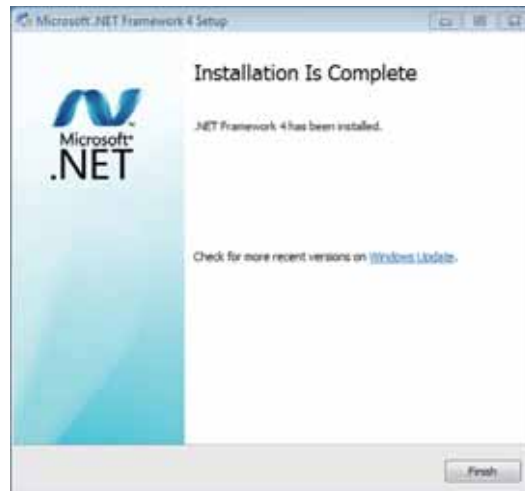 Microsoft .NET Framework 4 Setup
Installation Is Complete
Microsoft®
.NET
.NET Framework 4 has been installed.
Check for more recent versions on Windows Update.
Finish